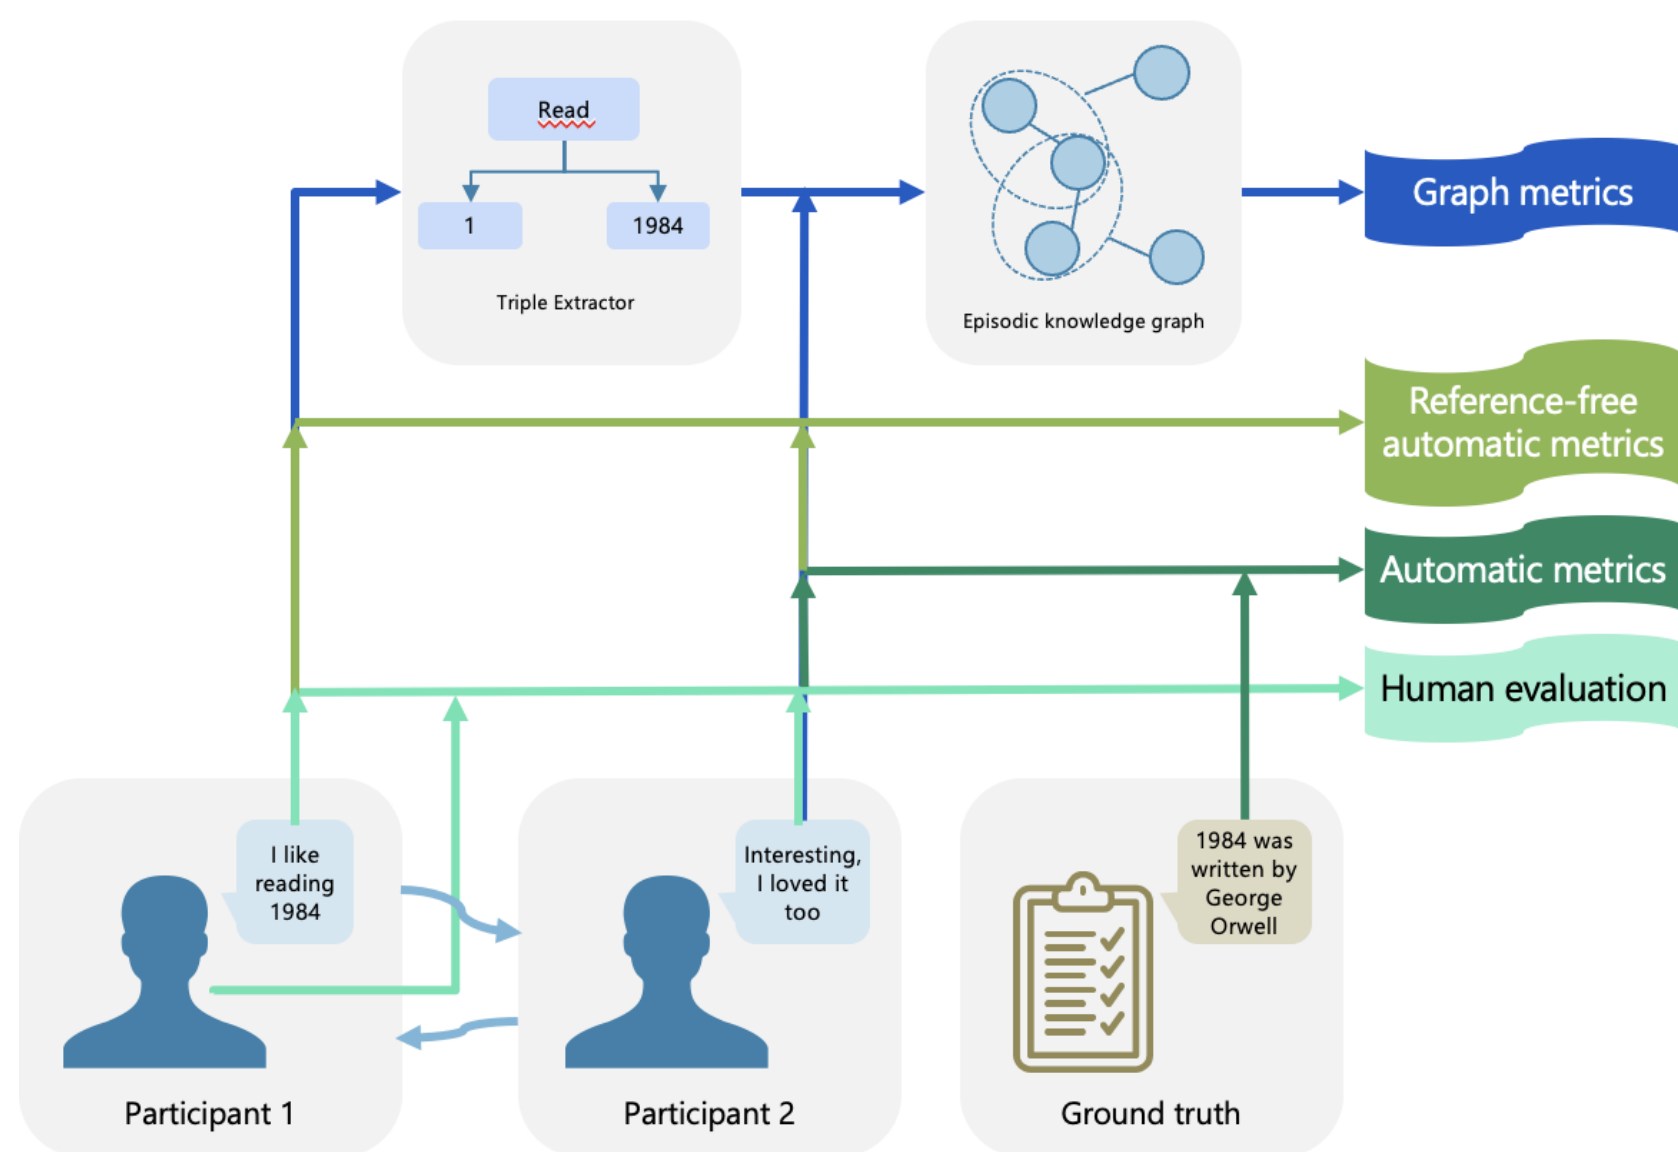 Read
1
1984
Triple Extractor
Episodic knowledge graph
Graph metrics
Reference-free
automatic metrics
Automatic metrics
Human evaluation
I like
reading
1984
Participant 1
Interesting,
I loved it
too
Participant 2
1984 was
written by
George
Orwell
Ground truth